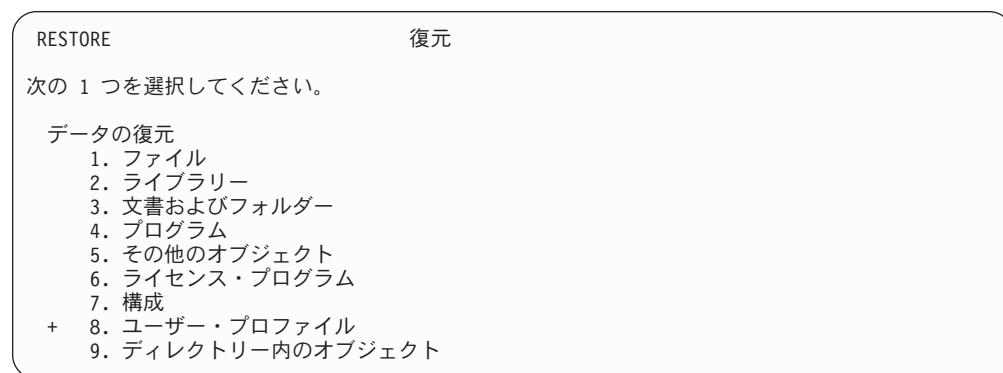 RESTORE 復元
次の 1 つを選択してください。
データの復元
1. ファイル
2. ライブラリー
3. 文書およびフォルダー
4. プログラム
5. その他のオブジェクト
6. ライセンス・プログラム
7. 構成
+ 8. ユーザー・プロファイル
9. ディレクトリー内のオブジェクト